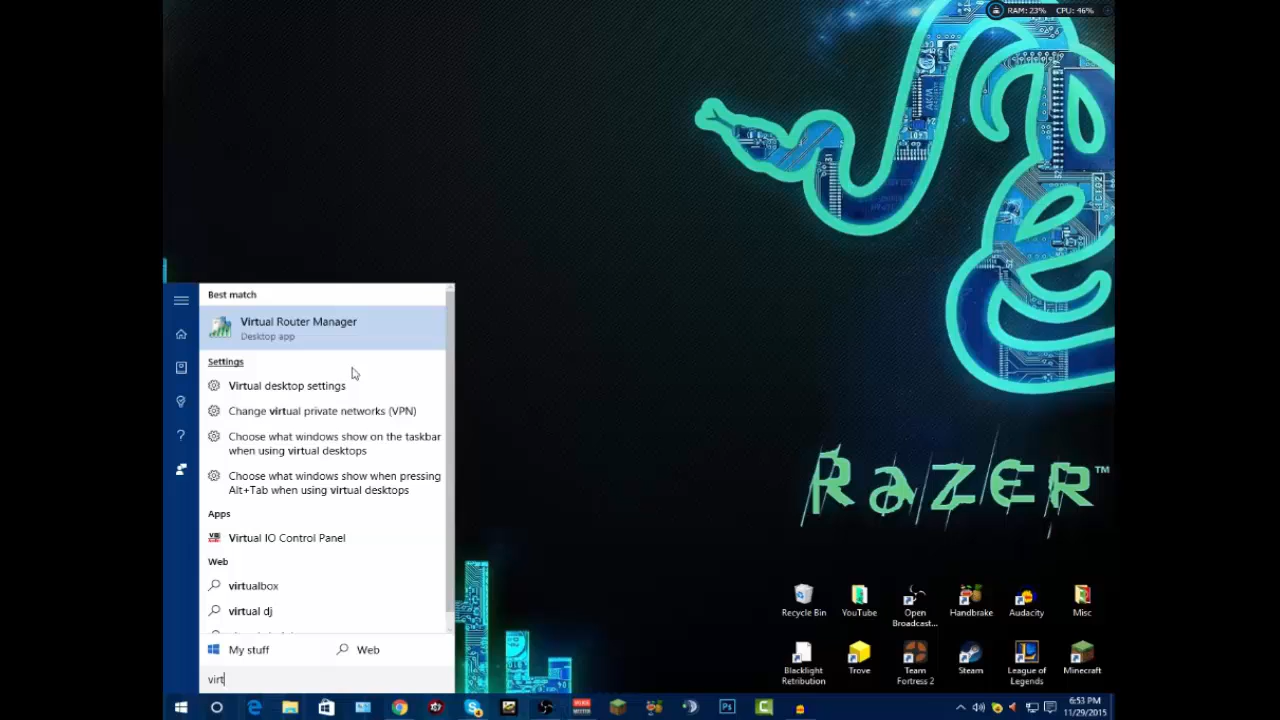 RAM: 23% CPU: 46%
Best match
Virtual Router Manager
Desktop app
Settings
Virtual desktop settings
Change virtual private networks (VPN)
Choose what windows show on the taskbar
when using virtual desktops
Choose what windows show when pressing
Alt+Tab when using virtual desktops
Apps
Virtual IO Control Panel
Web
virtualbox
virtual dj
My stuff
Web
virt
RAZER™
Recycle Bin
YouTube
Open
Broadcast...
Handbrake
Audacity
Misc
Blacklight
Retribution
Trove
Team
Fortress 2
Steam
League of
Legends
Minecraft
Ps
6:53 PM
11/29/2015